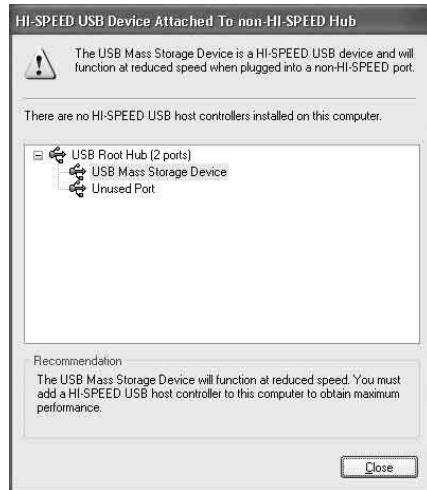 HI-SPEED USB Device Attached To non-HI-SPEED Hub
The USB Mass Storage Device is a HI-SPEED USB device and will
function at reduced speed when plugged into a non-HI-SPEED port.
There are no HI-SPEED USB host controllers installed on this computer.
USB Root Hub (2 ports)
USB Mass Storage Device
Unused Port
Recommendation
The USB Mass Storage Device will function at reduced speed. You must
add a HI-SPEED USB host controller to this computer to obtain maximum
performance.
Close